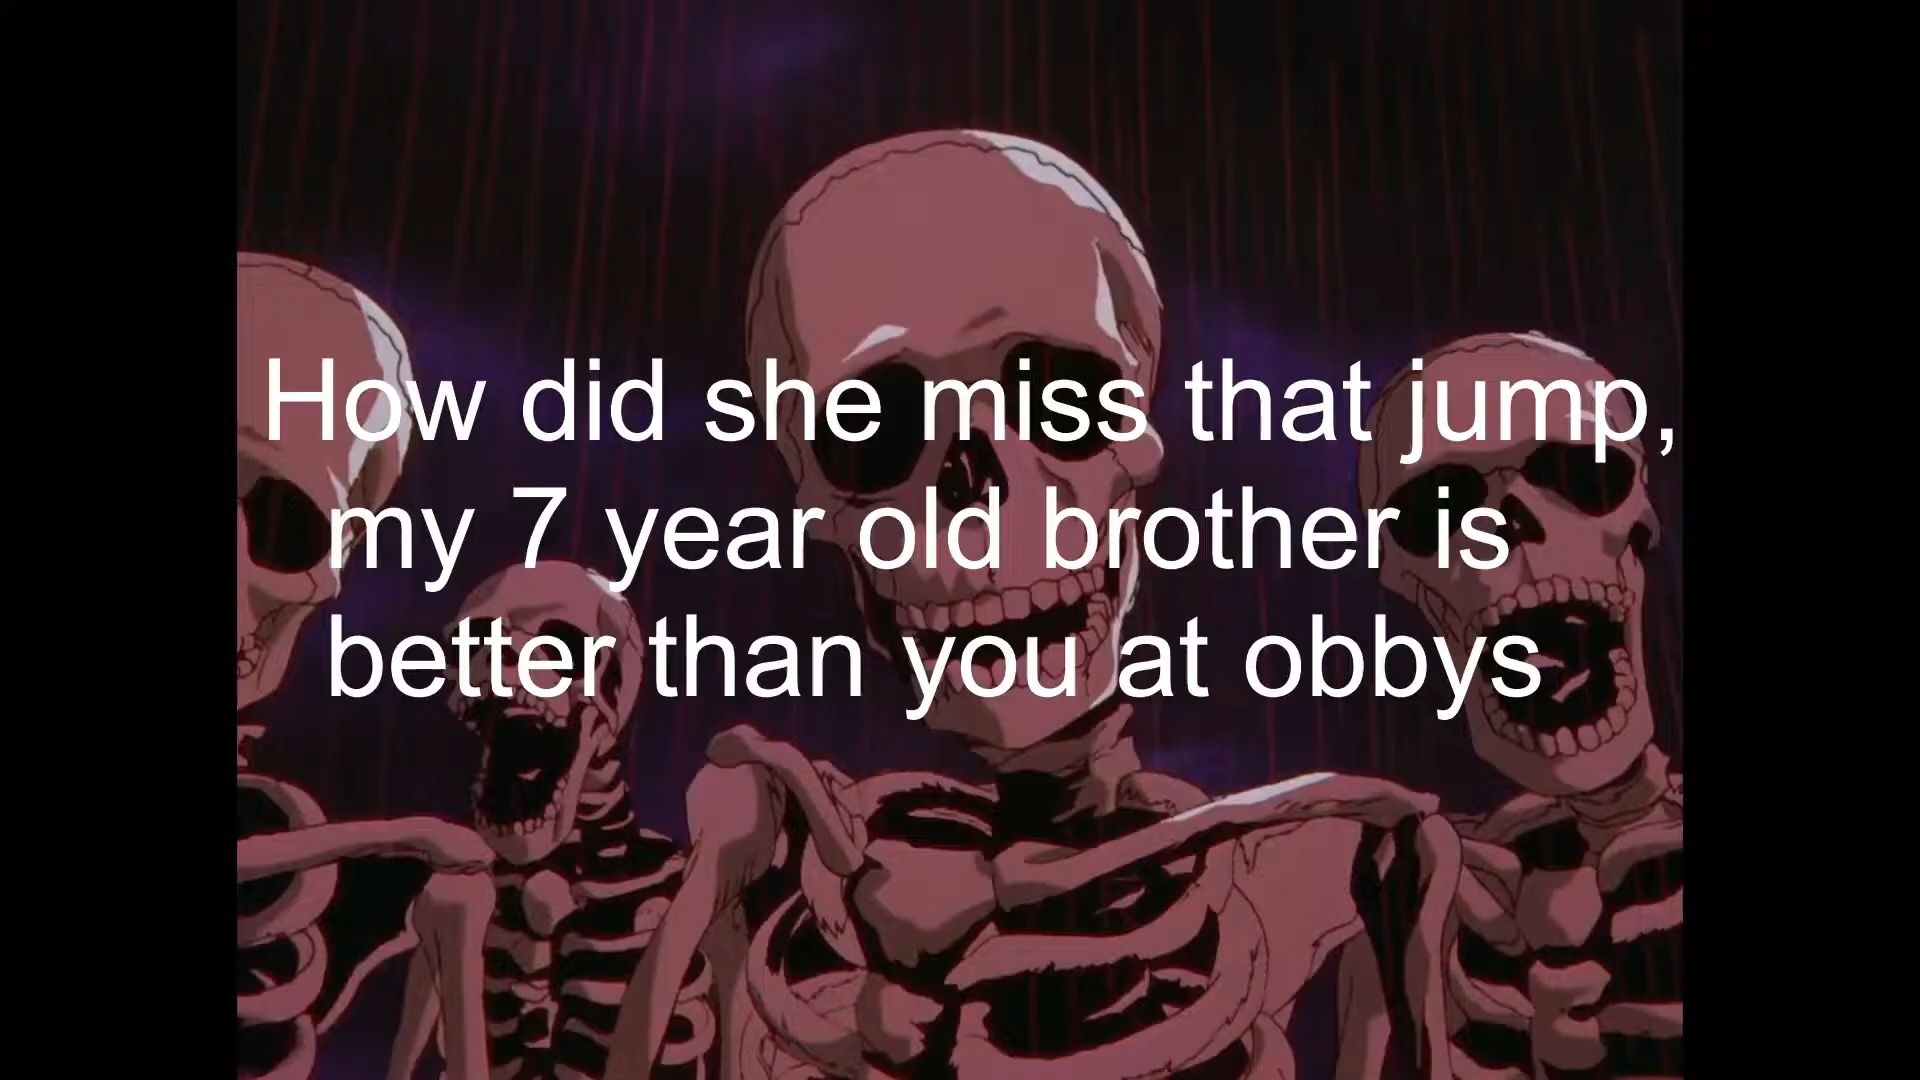 How did she miss that jump,
my 7 year old brother is
better than you at obbys